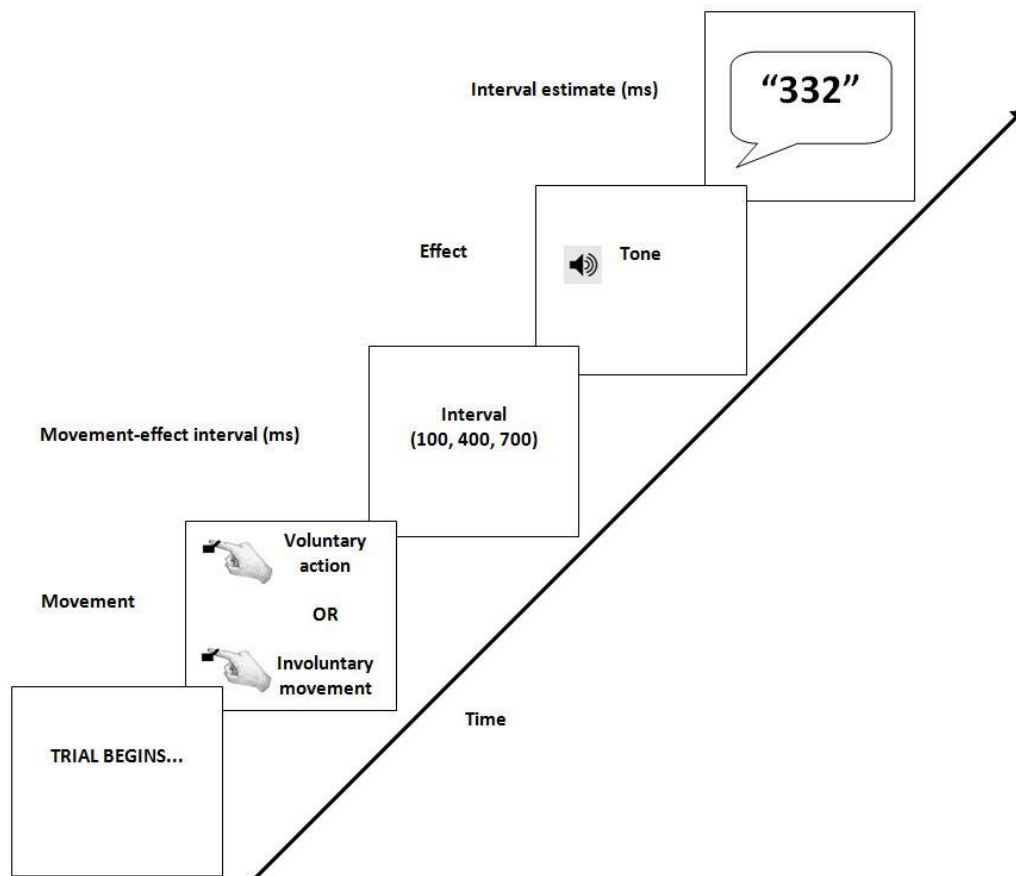 "332"
Interval estimate (ms)
Effect
Tone
Interval
(100, 400, 700)
Movement-effect interval (ms)
Voluntary
action
OR
Movement
Involuntary
movement
Time
TRIAL BEGINS...